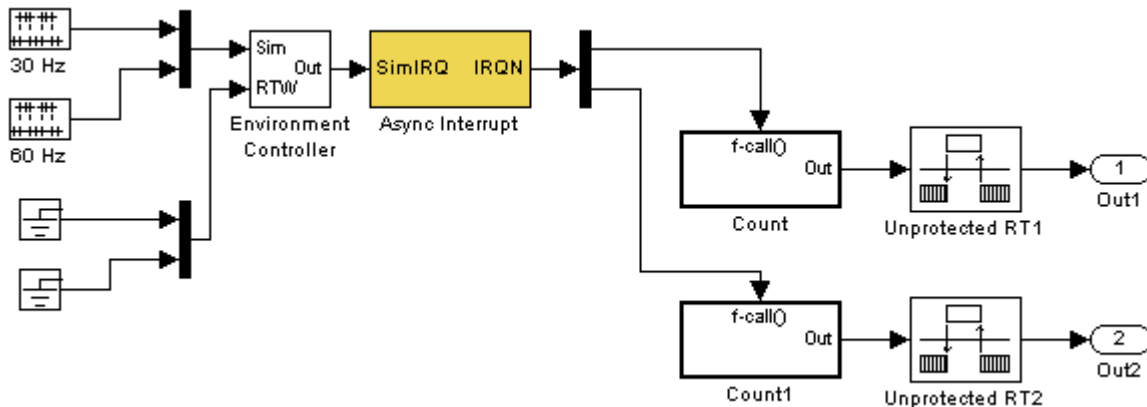 30 Hz
60 Hz
Sim
Out
RTW
Environment
Controller
SimIRQ IRQN
Async Interrupt
f-call()
Out
Count
Unprotected RT1
1
Out1
f-call()
Out
Count1
Unprotected RT2
2
Out2